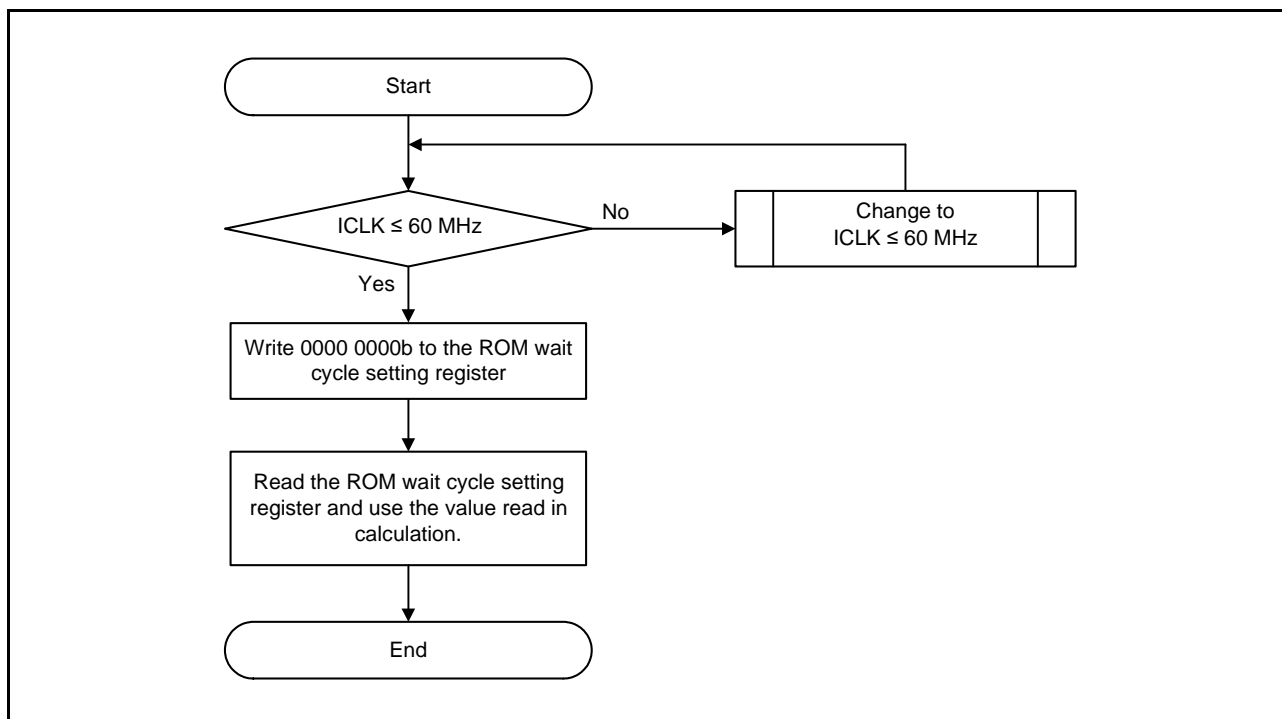 Start
ICLK ≤ 60 MHz
No
Change to
ICLK ≤ 60 MHz
Yes
Write 0000 0000b to the ROM wait
cycle setting register
Read the ROM wait cycle setting
register and use the value read in
calculation.
End